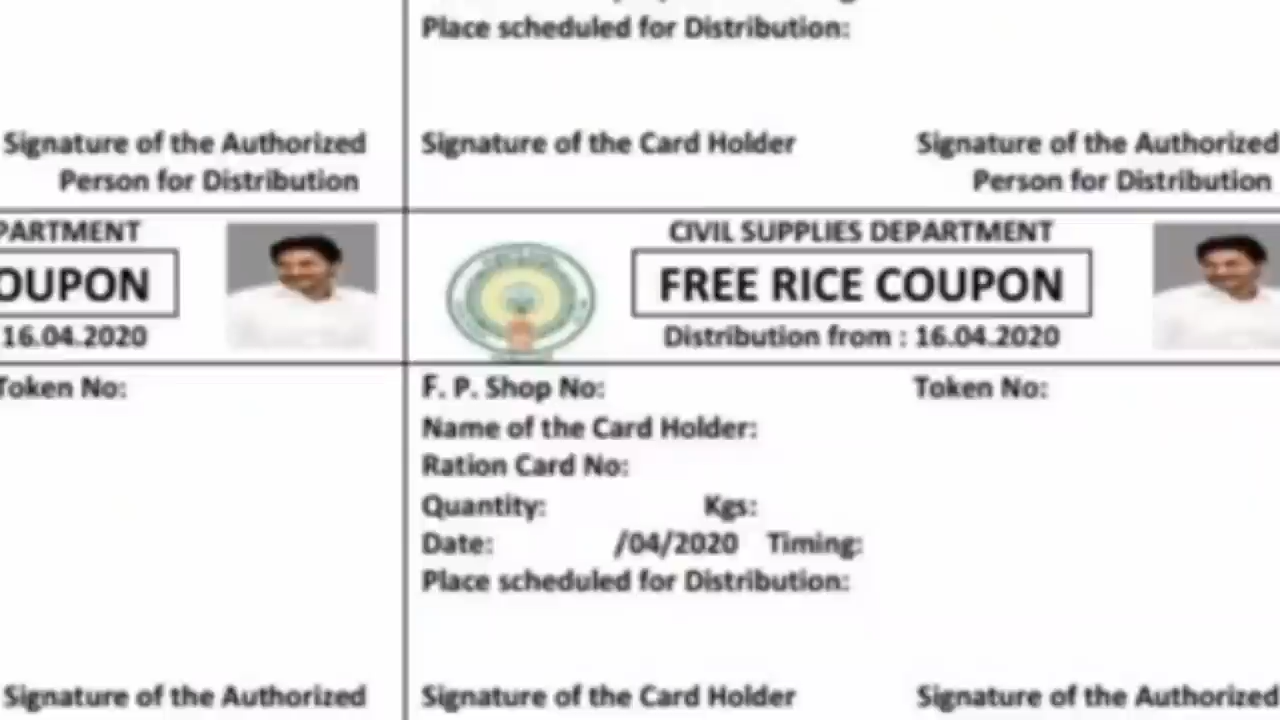 Place scheduled for Distribution:
Signature of the Authorized Signature of the Card Holder Signature of the Authorized
Person for Distribution Person for Distribution
PARTMENT CIVIL SUPPLIES DEPARTMENT
OUPON FREE RICE COUPON
16.04.2020 Distribution from : 16.04.2020
Token No: F. P. Shop No: Token No:
Name of the Card Holder:
Ration Card No:
Quantity: Kgs:
Date: /04/2020 Timing:
Place scheduled for Distribution:
Signature of the Authorized Signature of the Card Holder Signature of the Authorized